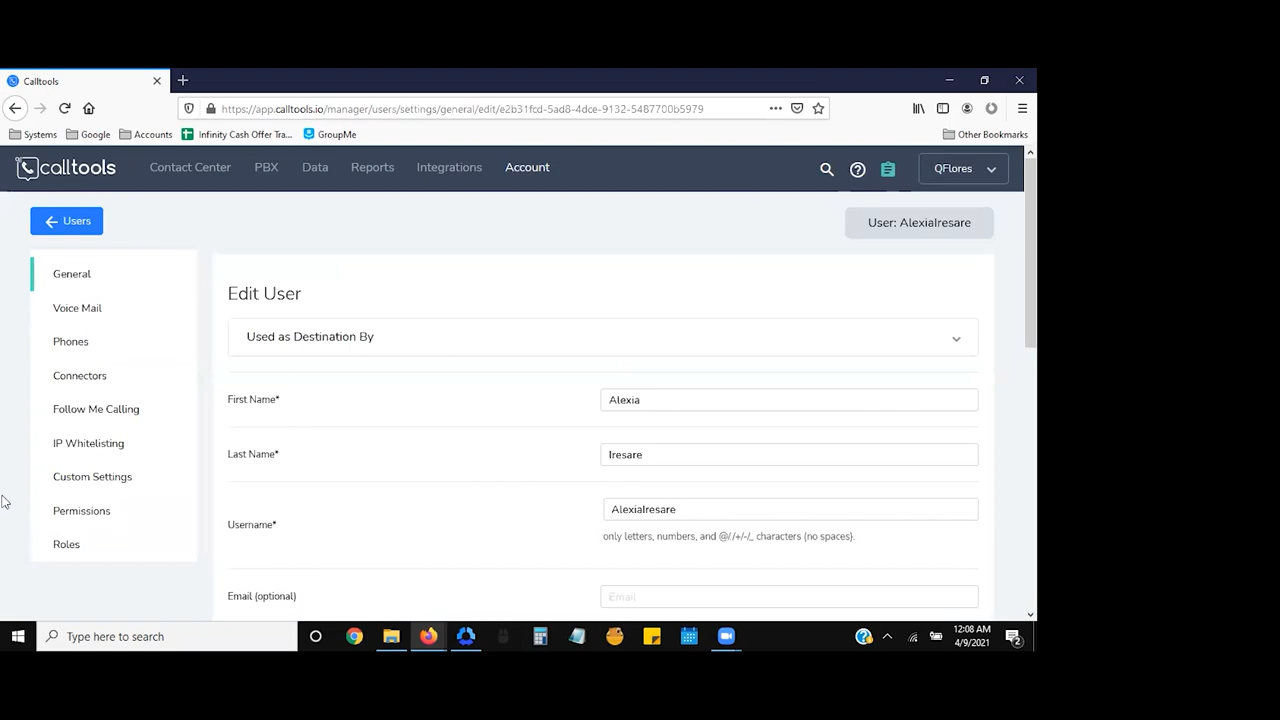 Calltools
https://app.calltools.io/manager/users/settings/general/edit/e2b31fcd-5ad8-4dce-9132-5487700b5979
Systems Google Accounts Infinity Cash Offer Tra... GroupMe Other Bookmarks
calltools Contact Center PBX Data Reports Integrations Account QFlores
Users User: AlexiaIresare
General
Voice Mail
Phones
Connectors
Follow Me Calling
IP Whitelisting
Custom Settings
Permissions
Roles
Edit User
Used as Destination By
First Name* Alexia
Last Name* Iresare
Username* AlexiaIresare
only letters, numbers, and @/./+/-/_ characters (no spaces).
Email (optional) Email
Type here to search
12:08 AM
4/9/2021
2